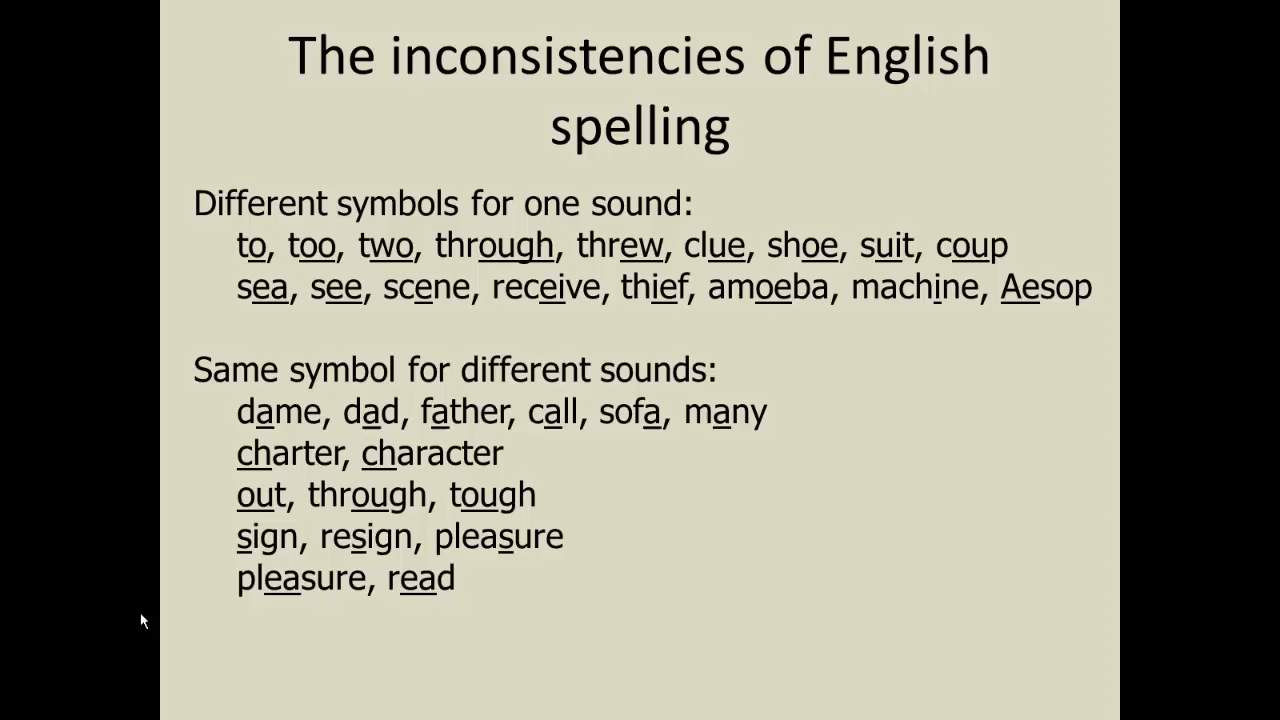 The inconsistencies of English
spelling
Different symbols for one sound:
to, too, two, through, threw, clue, shoe, suit, coup
sea, see, scene, receive, thief, amoeba, machine, Aesop
Same symbol for different sounds:
dame, dad, father, call, sofa, many
charter, character
out, through, tough
sign, resign, pleasure
pleasure, read